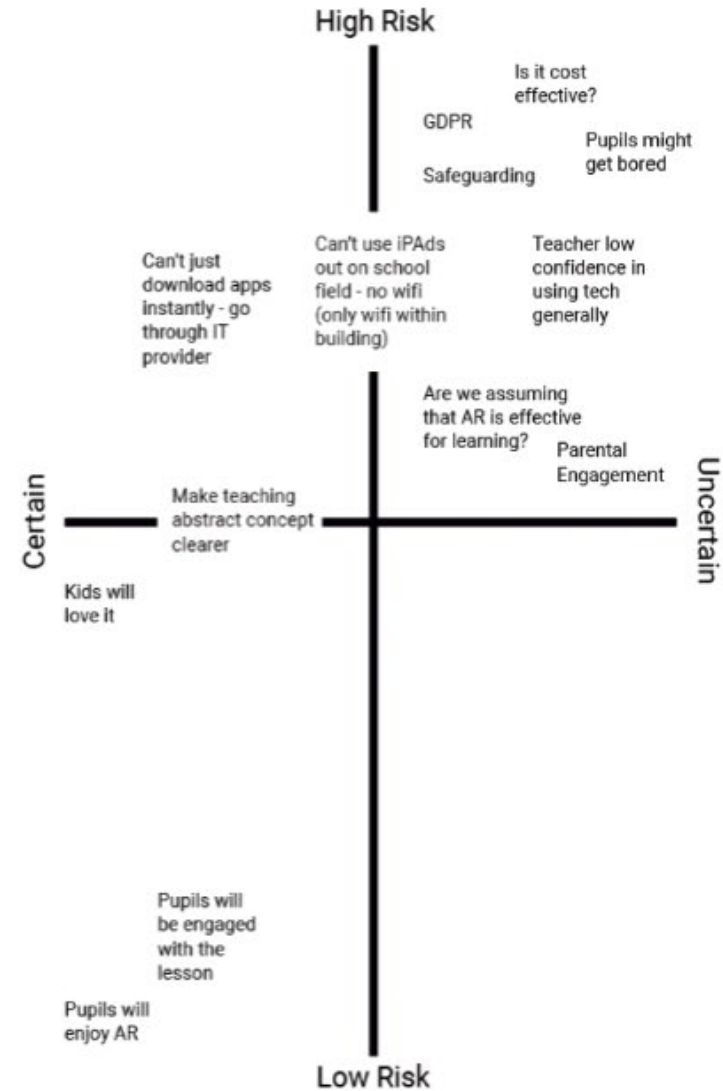 High Risk
Is it cost
effective?
GDPR
Pupils might
get bored
Safeguarding
Can't just
download apps
instantly - go
through IT
provider
Can't use iPAds
out on school
field - no wifi
(only wifi within
building)
Teacher low
confidence in
using tech
generally
Are we assuming
that AR is effective
for learning?
Parental
Engagement
Certain
Make teaching
abstract concept
clearer
Uncertain
Kids will
love it
Pupils will
be engaged
with the
lesson
Pupils will
enjoy AR
Low Risk